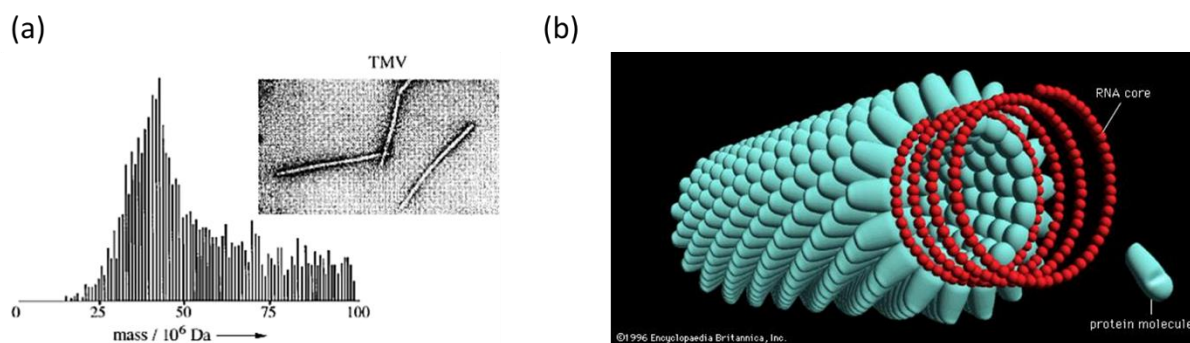 (a)
TMV
0 25 50 75 100
mass / 10⁶ Da
(b)
RNA core
protein molecule
©1996 Encyclopaedia Britannica, Inc.